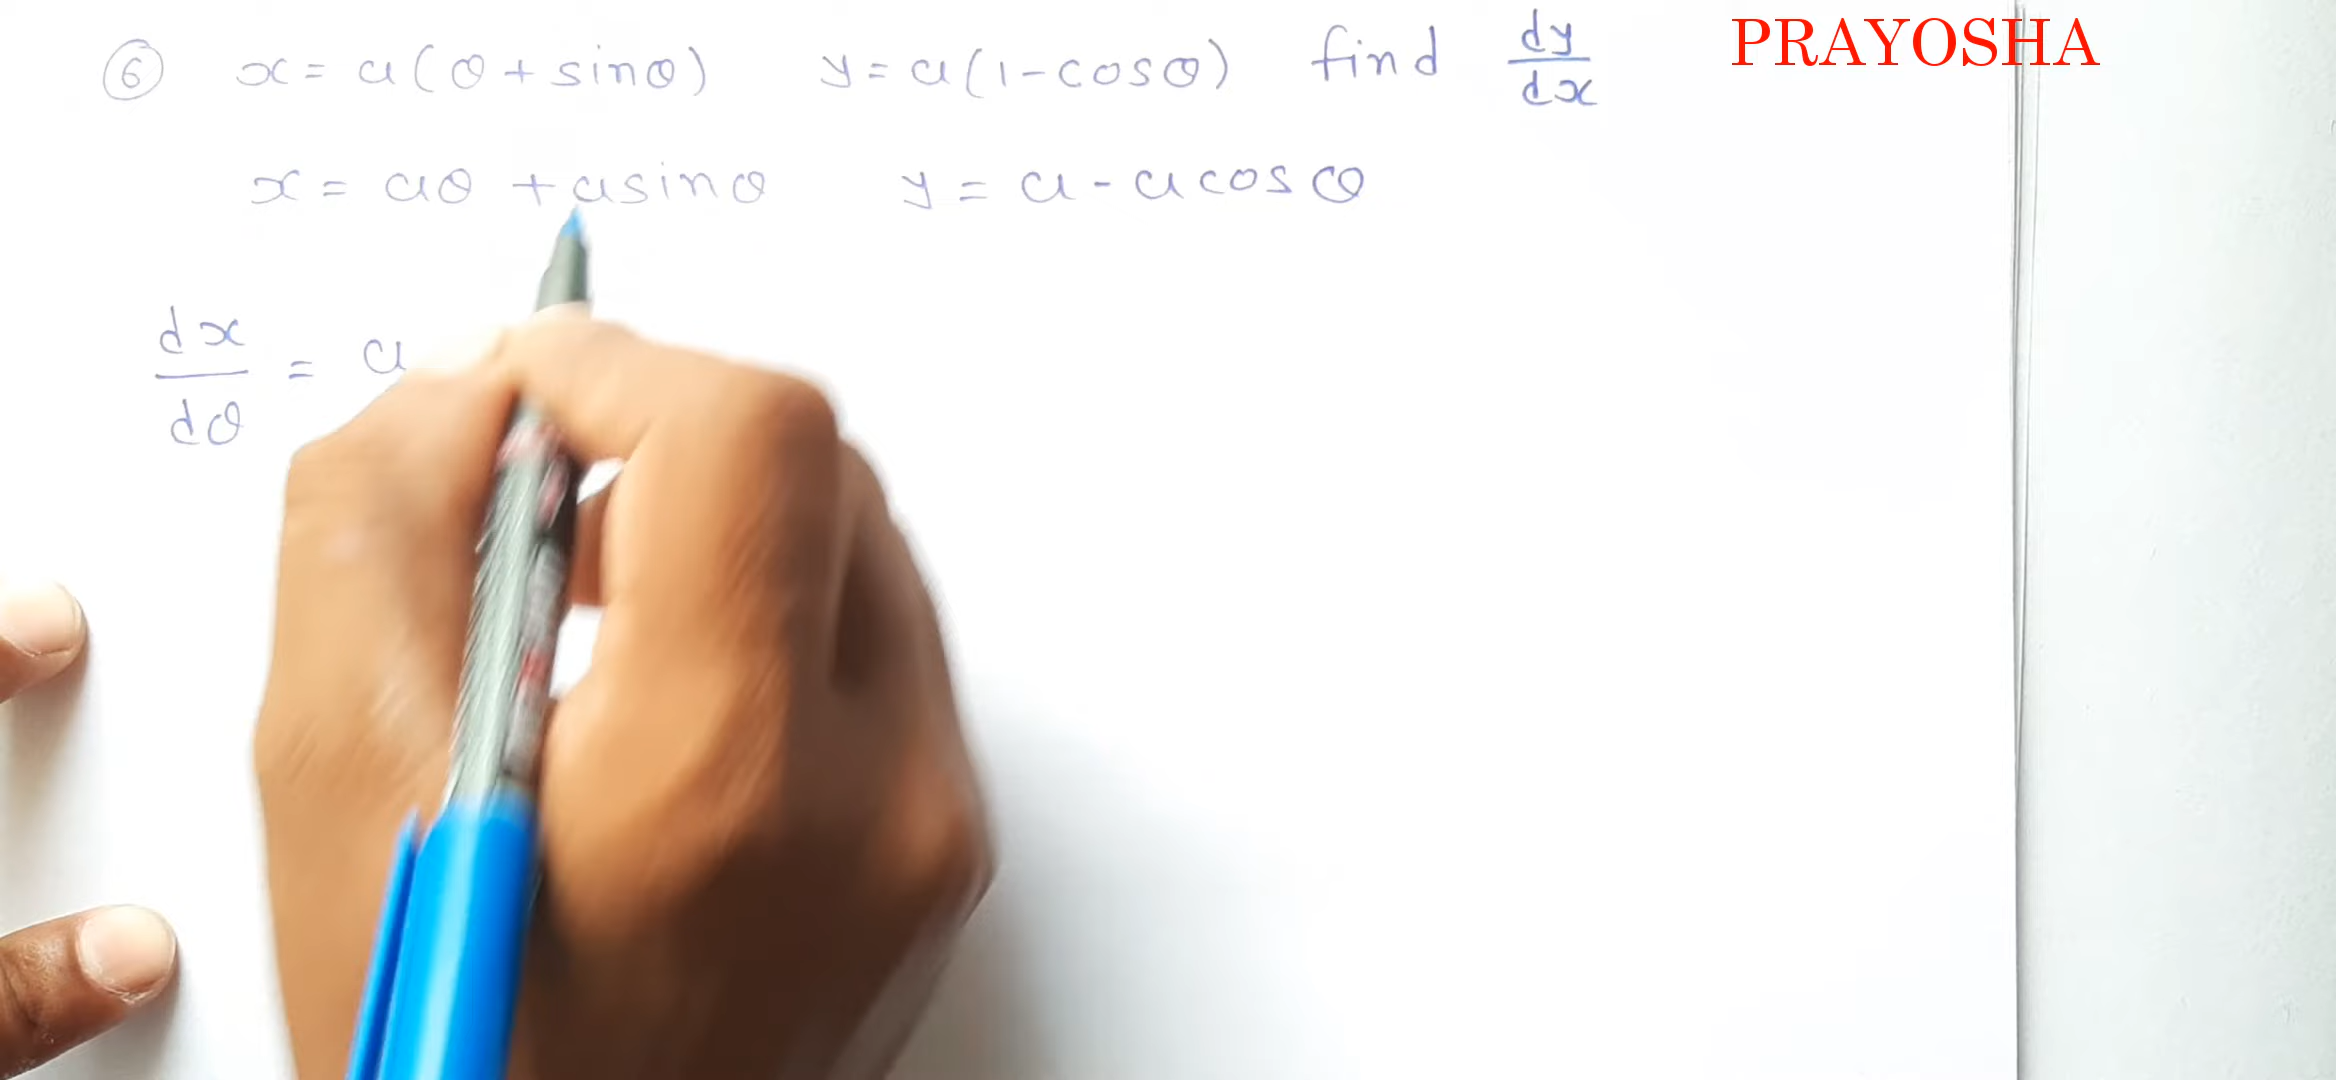 ⑥ x = a(θ + sinθ) y = a(1 - cosθ) find dy/dx PRAYOSHA
x = aθ + asinθ y = a - acosθ
dx/dθ = a